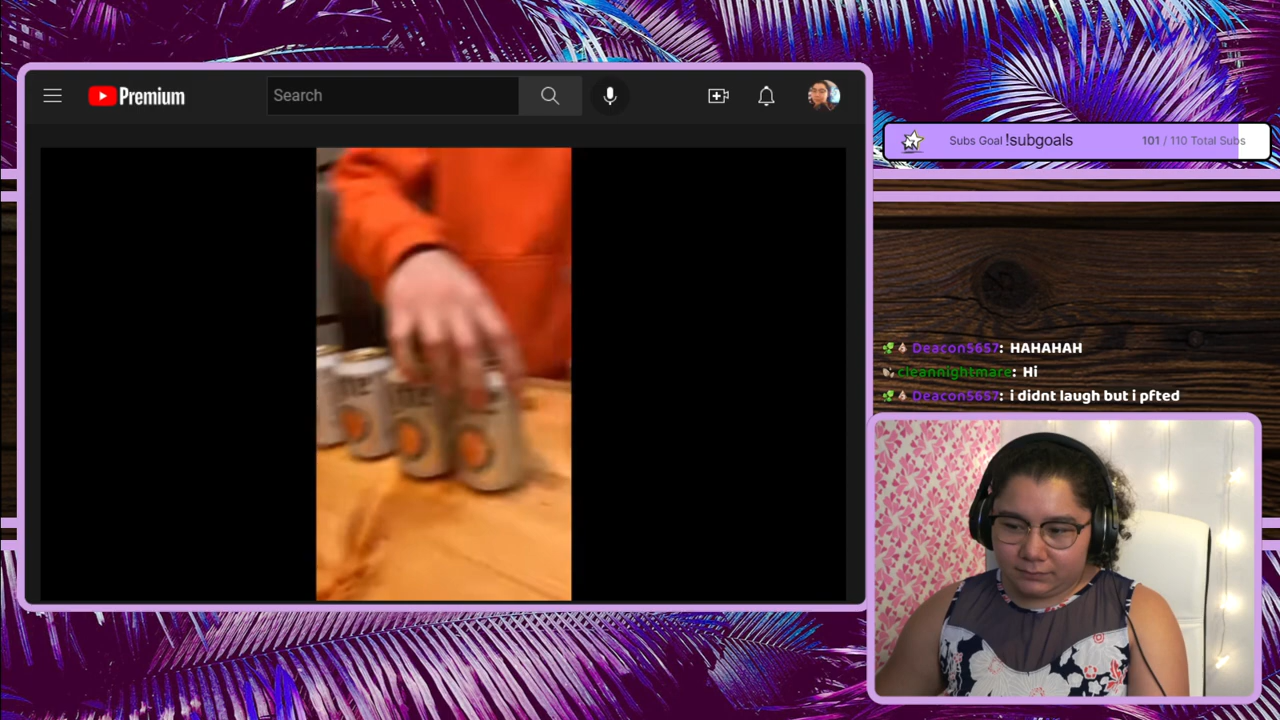 Premium
Search
Subs Goal !subgoals 101 / 110 Total Subs
Deacon5657: HAHAHAH
cleannightmare: Hi
Deacon5657: i didnt laugh but i pfted